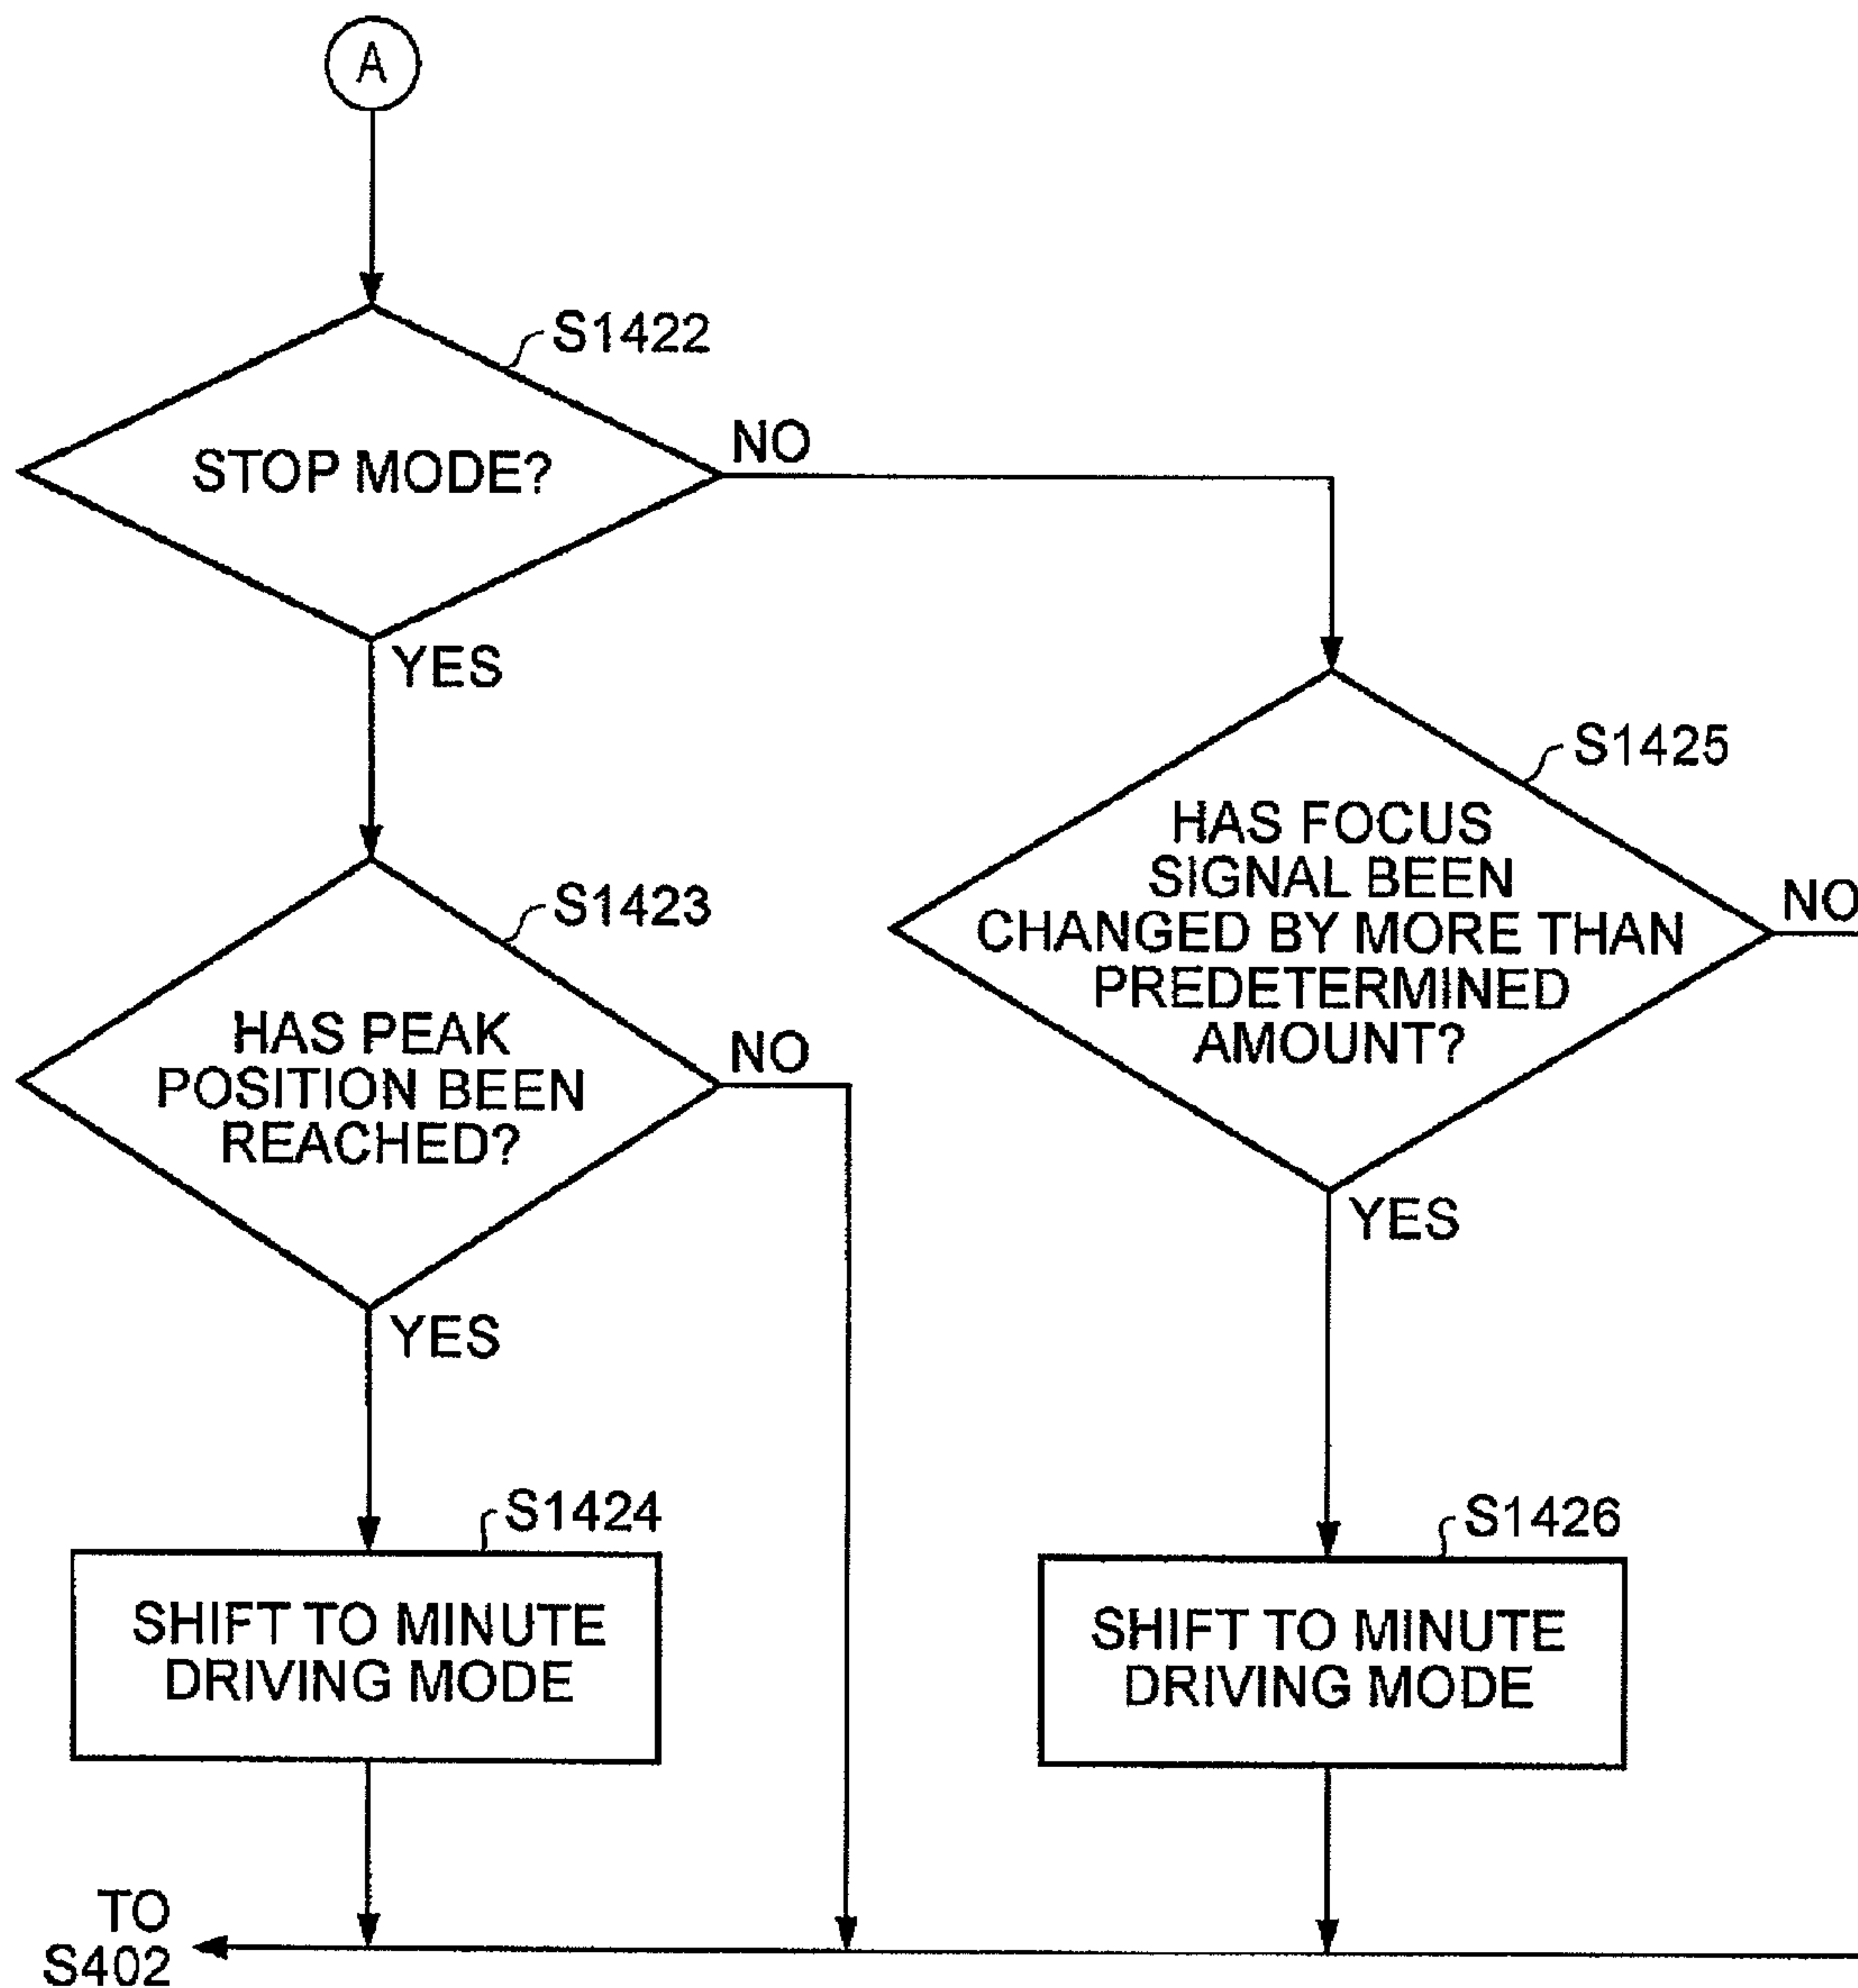 A
S1422
STOP MODE?
NO
YES
S1425
HAS FOCUS
SIGNAL BEEN
CHANGED BY MORE THAN
PREDETERMINED
AMOUNT?
NO
YES
S1423
HAS PEAK
POSITION BEEN
REACHED?
NO
YES
S1424
SHIFT TO MINUTE
DRIVING MODE
S1426
SHIFT TO MINUTE
DRIVING MODE
TO
S402